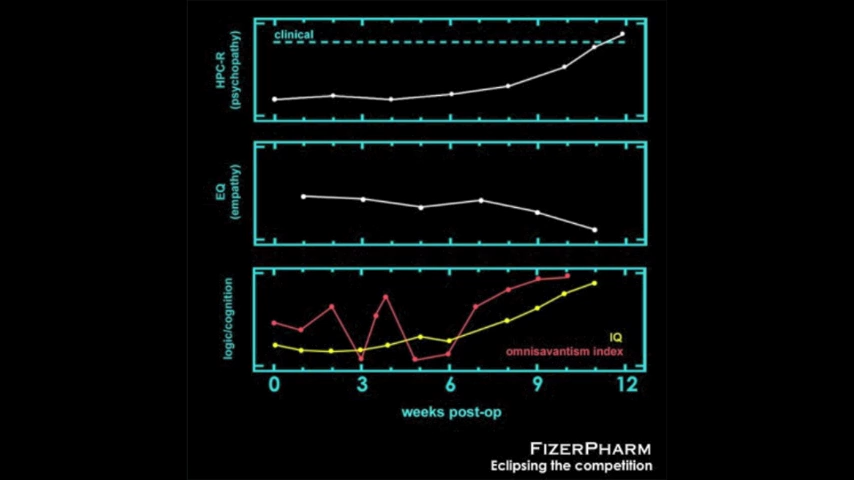 clinical
HPC-R
(psychopathy)
EQ
(empathy)
logic/cognition
IQ
omnisavantism index
0 3 6 9 12
weeks post-op
FIZERPHARM
Eclipsing the competition